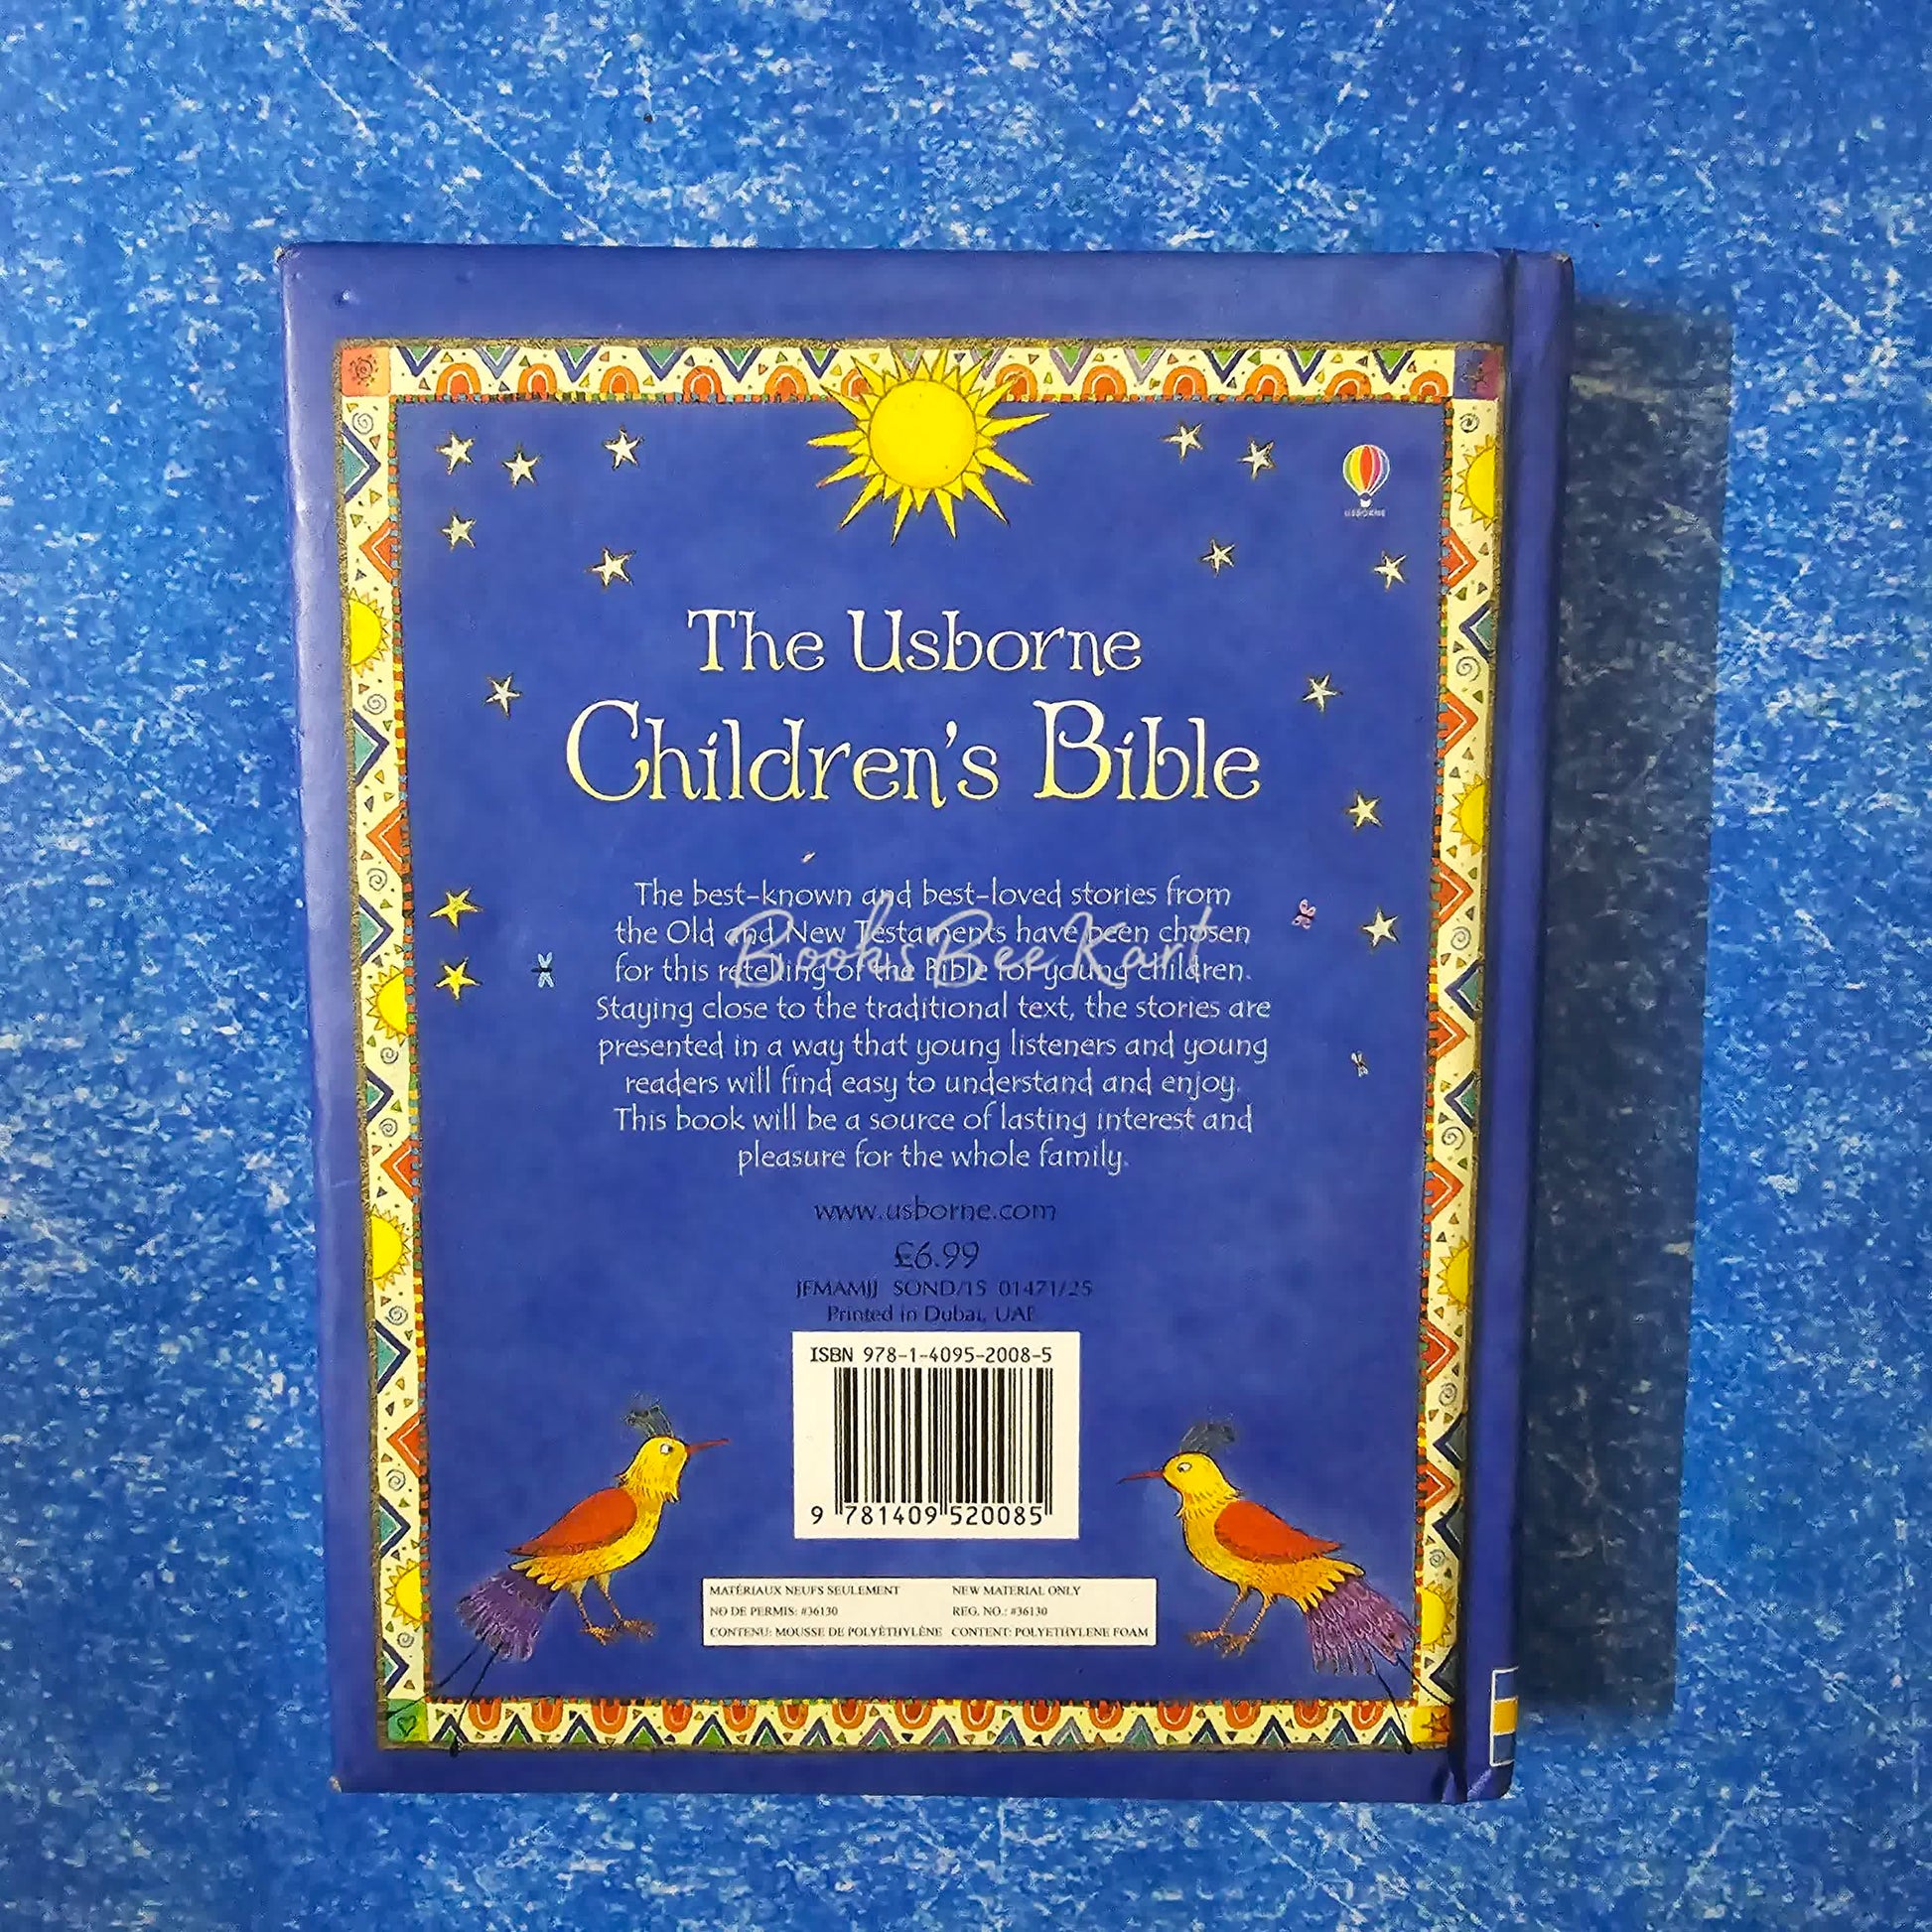 USBORNE
The Usborne
Children's Bible
The best-known and best-loved stories from
the Old and New Testaments have been chosen
for this retelling of the Bible for young children.
Books Bee Kart
Staying close to the traditional text, the stories are
presented in a way that young listeners and young
readers will find easy to understand and enjoy.
This book will be a source of lasting interest and
pleasure for the whole family.
www.usborne.com
£6.99
JFMAMJJ SOND/15 01471/25
Printed in Dubai, UAE
ISBN 978-1-4095-2008-5
9 781409 520085
MATÉRIAUX NEUFS SEULEMENT NEW MATERIAL ONLY
NO DE PERMIS: #36130 REG. NO.: #36130
CONTENU: MOUSSE DE POLYÉTHYLÈNE CONTENT: POLYETHYLENE FOAM